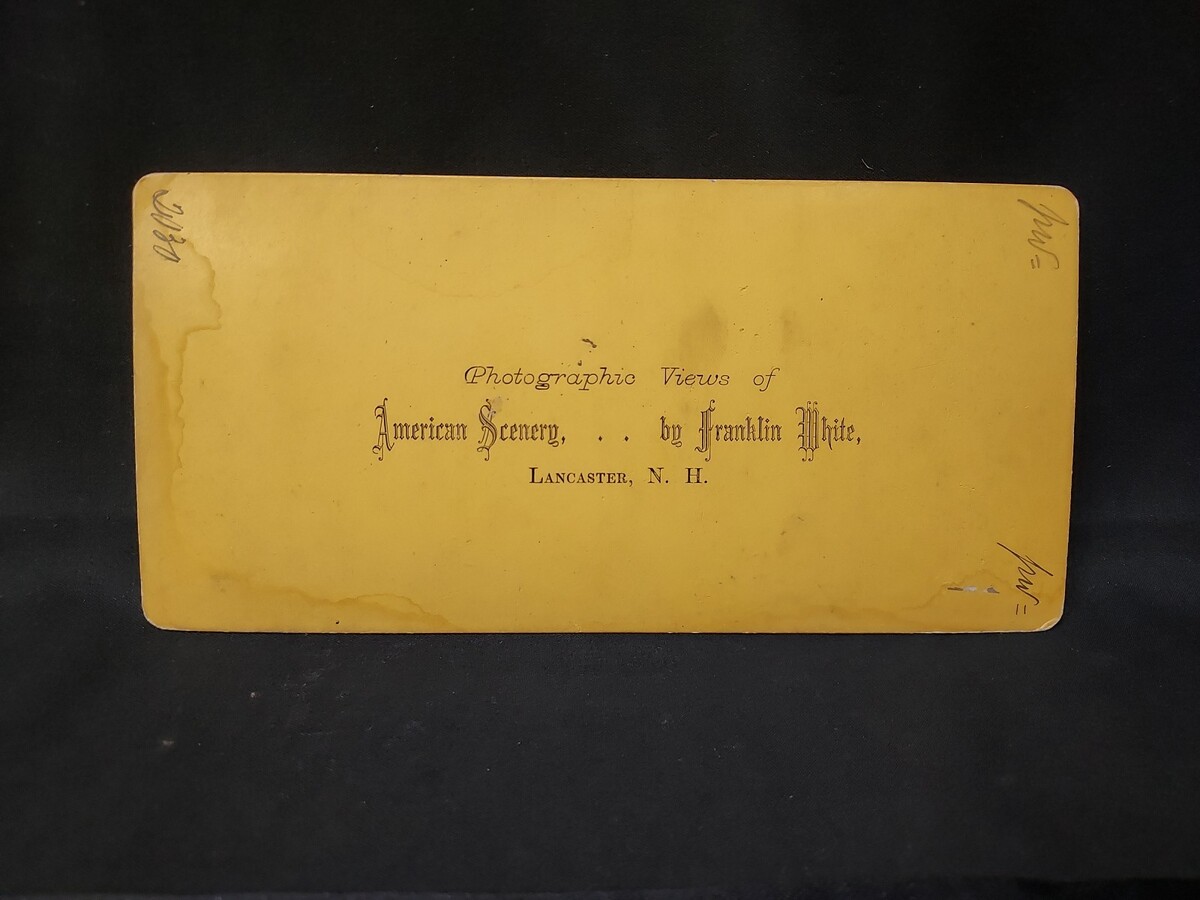 Photographic Views of
American Scenery, . . by Franklin White,
Lancaster, N. H.